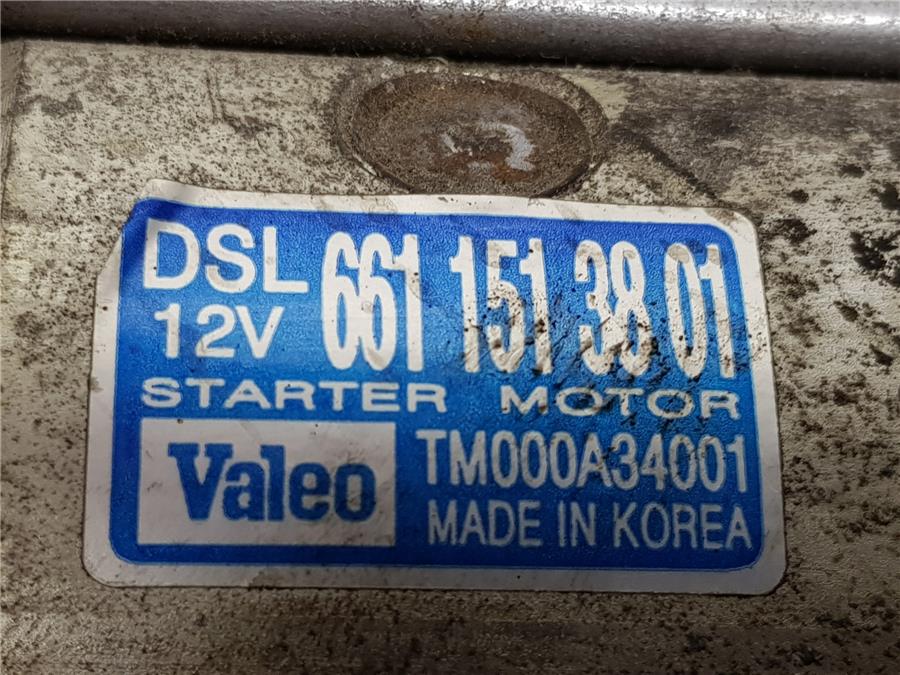 DSL 661 151 38 01
12V
STARTER MOTOR
Valeo TM000A34001
MADE IN KOREA